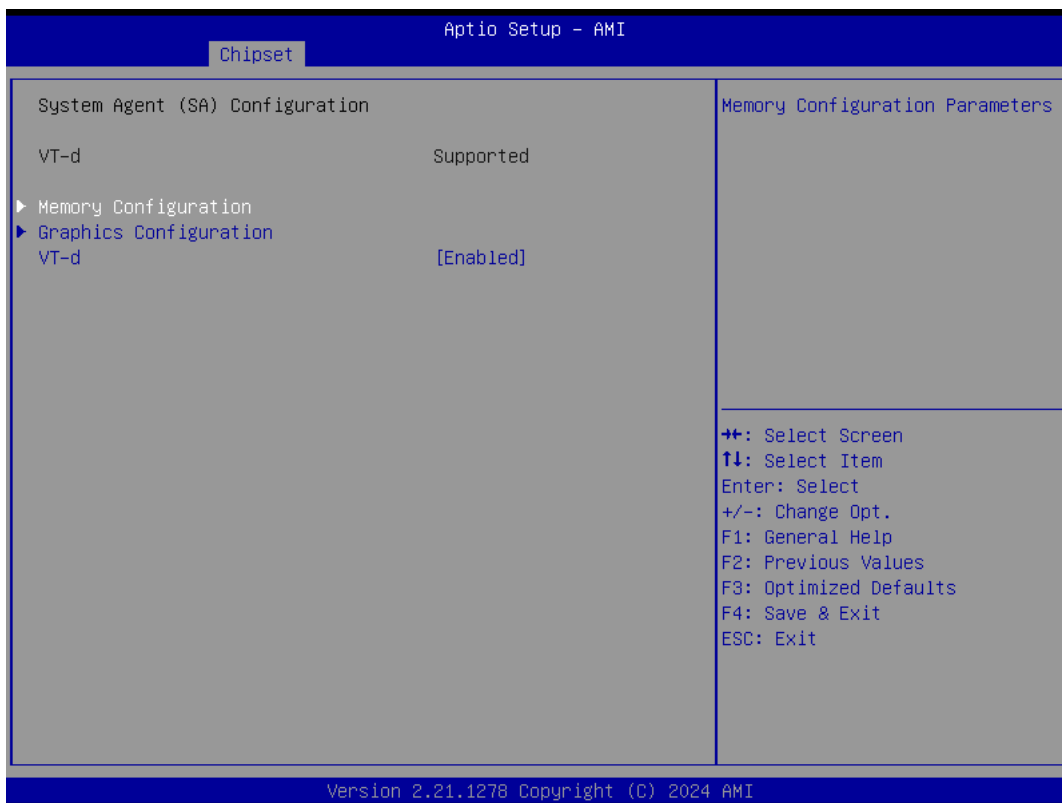 Aptio Setup – AMI
Chipset
System Agent (SA) Configuration
VT-d Supported
▶ Memory Configuration
▶ Graphics Configuration
VT-d [Enabled]
Memory Configuration Parameters
→←: Select Screen
↑↓: Select Item
Enter: Select
+/-: Change Opt.
F1: General Help
F2: Previous Values
F3: Optimized Defaults
F4: Save & Exit
ESC: Exit
Version 2.21.1278 Copyright (C) 2024 AMI